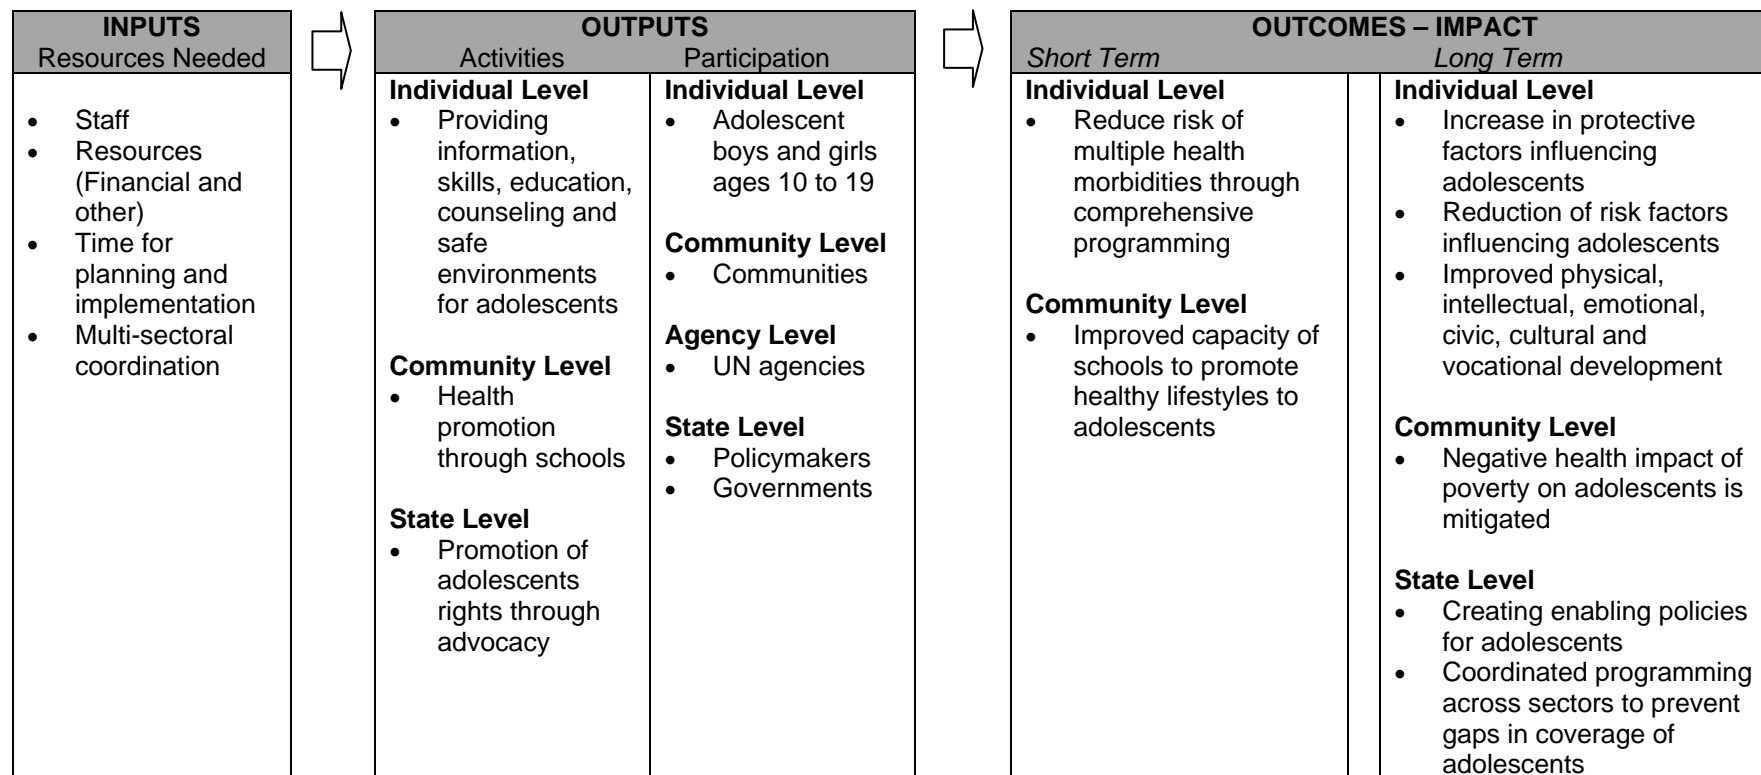 INPUTS
Resources Needed
• Staff
• Resources
(Financial and
other)
• Time for
planning and
implementation
• Multi-sectoral
coordination
OUTPUTS
Activities
Participation
Individual Level
• Providing
information,
skills, education,
counseling and
safe
environments
for adolescents
Community Level
• Health
promotion
through schools
State Level
• Promotion of
adolescents
rights through
advocacy
Individual Level
• Adolescent
boys and girls
ages 10 to 19
Community Level
• Communities
Agency Level
• UN agencies
State Level
• Policymakers
• Governments
OUTCOMES – IMPACT
Short Term
Long Term
Individual Level
• Reduce risk of
multiple health
morbidities through
comprehensive
programming
Community Level
• Improved capacity of
schools to promote
healthy lifestyles to
adolescents
Individual Level
• Increase in protective
factors influencing
adolescents
• Reduction of risk factors
influencing adolescents
• Improved physical,
intellectual, emotional,
civic, cultural and
vocational development
Community Level
• Negative health impact of
poverty on adolescents is
mitigated
State Level
• Creating enabling policies
for adolescents
• Coordinated programming
across sectors to prevent
gaps in coverage of
adolescents